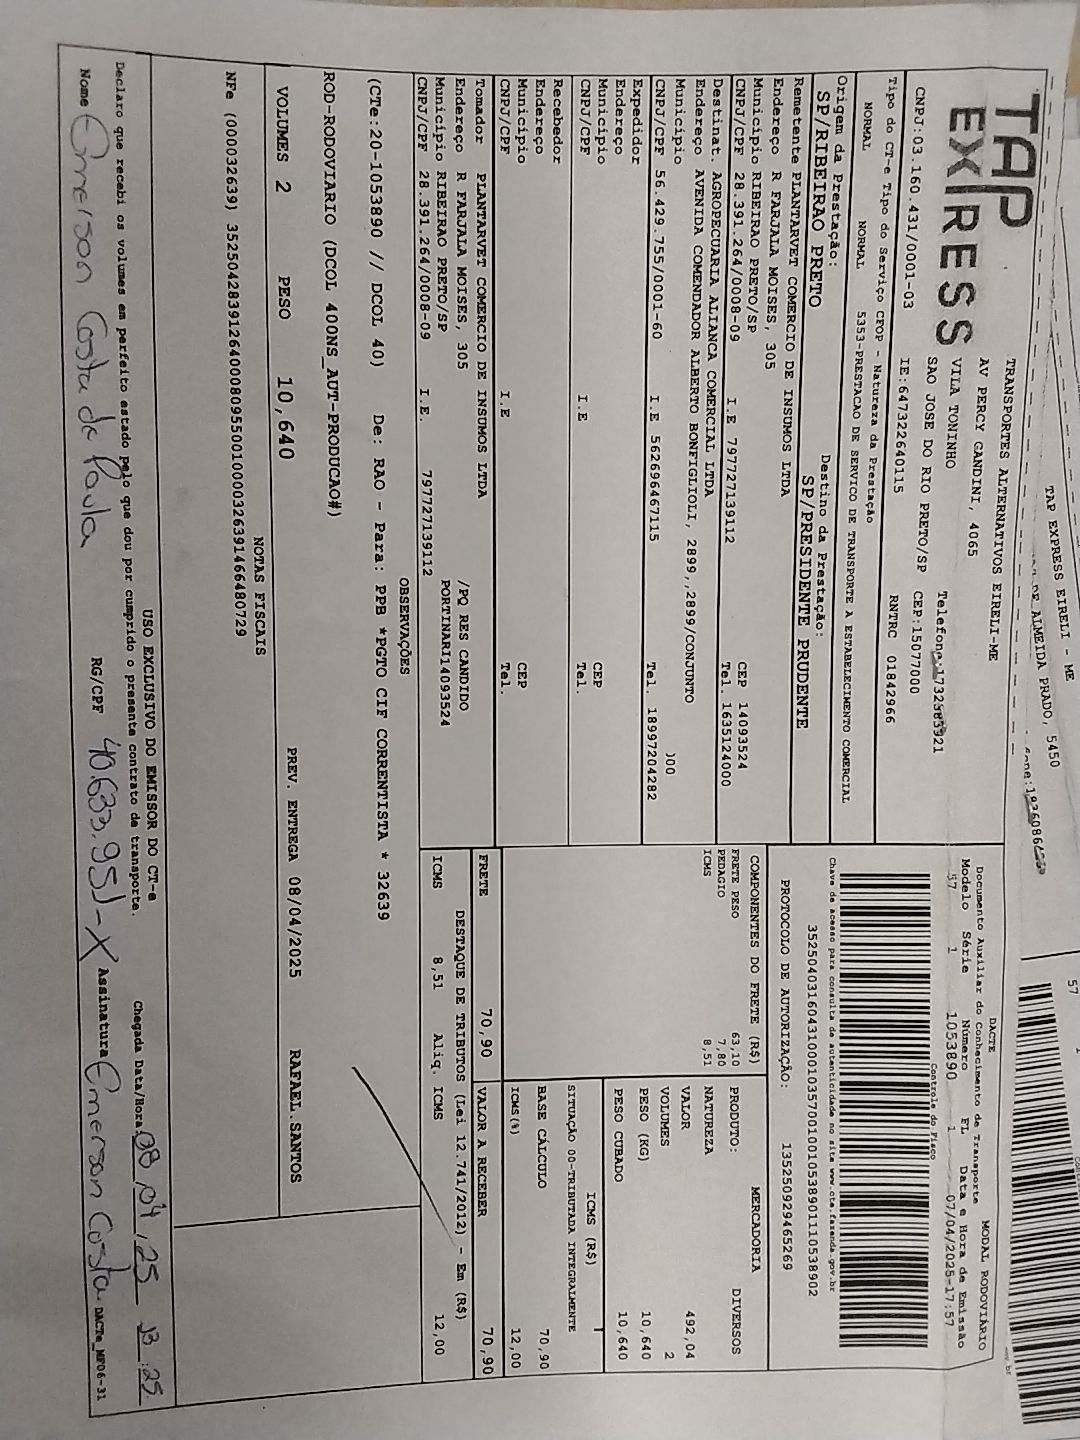 TAP EXPRESS EIRELI - ME
DE ALMEIDA PRADO, 5450
57
TAP
EXPRESS
TRANSPORTES ALTERNATIVOS EIRELI-ME
AV PERCY GANDINI, 4065
VILA TONINHO
SAO JOSE DO RIO PRETO/SP CEP:15077000
CNPJ:03.160.431/0001-03 IE:647322640115 RNTRC 01842966
DACTE MODAL RODOVIÁRIO
Documento Auxiliar do Conhecimento de Transporte
Modelo Série Número FL Data e Hora de Emissão
57 1 1053890 1 07/04/2025-17:57
Controle do Fisco
Chave de acesso para consulta de autenticidade no site www.cte.fazenda.gov.br
35250403160431000103570010010538901110538902
PROTOCOLO DE AUTORIZAÇÃO: 135250929465269
Tipo do CT-e Tipo do Serviço CFOP - Natureza da Prestação
NORMAL NORMAL 5353-PRESTACAO DE SERVICO DE TRANSPORTE A ESTABELECIMENTO COMERCIAL
Origem da Prestação: Destino da Prestação:
SP/RIBEIRAO PRETO SP/PRESIDENTE PRUDENTE
Remetente PLANTARVET COMERCIO DE INSUMOS LTDA
Endereço R FARJALA MOISES, 305
Município RIBEIRAO PRETO/SP CEP 14093524
CNPJ/CPF 28.391.264/0008-09 I.E 797727139112 Tel. 1635124000
Destinat. AGROPECUARIA ALIANCA COMERCIAL LTDA
Endereço AVENIDA COMENDADOR ALBERTO BONFIGLIOLI, 2899,,2899/CONJUNTO
Município
CNPJ/CPF 56.429.755/0001-60 I.E 562696467115 Tel. 18997204282
Expedidor
Endereço
Município CEP
CNPJ/CPF I.E Tel.
Recebedor
Endereço
Município CEP
CNPJ/CPF I.E Tel.
Tomador PLANTARVET COMERCIO DE INSUMOS LTDA
Endereço R FARJALA MOISES, 305 /PQ RES CANDIDO
Município RIBEIRAO PRETO/SP PORTINARI14093524
CNPJ/CPF 28.391.264/0008-09 I.E. 797727139112
COMPONENTES DO FRETE (R$)
FRETE PESO 63,10
PEDAGIO 7,80
ICMS 8,51
MERCADORIA
PRODUTO: DIVERSOS
NATUREZA
VALOR 492,04
VOLUMES 2
PESO (KG) 10,640
PESO CUBADO 10,640
ICMS (R$)
SITUAÇÃO 00-TRIBUTADA INTEGRALMENTE
BASE CÁLCULO 70,90
ICMS(%) 12,00
FRETE 70,90 VALOR A RECEBER 70,90
DESTAQUE DE TRIBUTOS (Lei 12.741/2012) - Em (R$)
ICMS 8,51 Aliq. ICMS 12,00
OBSERVAÇÕES
(CTe:20-1053890 // DCOL 40) De: RAO - Para: PPB *PGTO CIF CORRENTISTA * 32639
ROD-RODOVIARIO (DCOL 400NS_AUT-PRODUCAO#)
VOLUMES 2 PESO 10,640 PREV. ENTREGA 08/04/2025 RAFAEL.SANTOS
NOTAS FISCAIS
NFe (000032639) 35250428391264000809550010000326391466480729
USO EXCLUSIVO DO EMISSOR DO CT-e
Declaro que recebi os volumes em perfeito estado pelo que dou por cumprido o presente contrato de transporte.
Chegada Data/Hora: 08/04/25 13:25
Nome Emerson Costa de Paula RG/CPF 40.633.951-X Assinatura Emerson Costa
DACTe_MF06-31